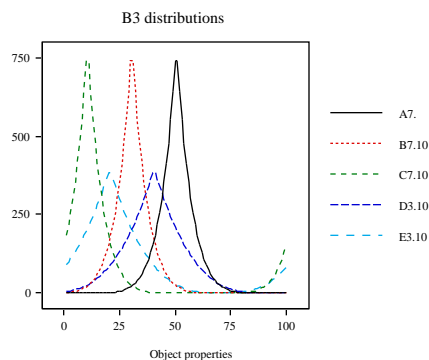 B3 distributions
750
500
250
0
0
25
50
75
100
Object properties
A7.
B7.10
C7.10
D3.10
E3.10